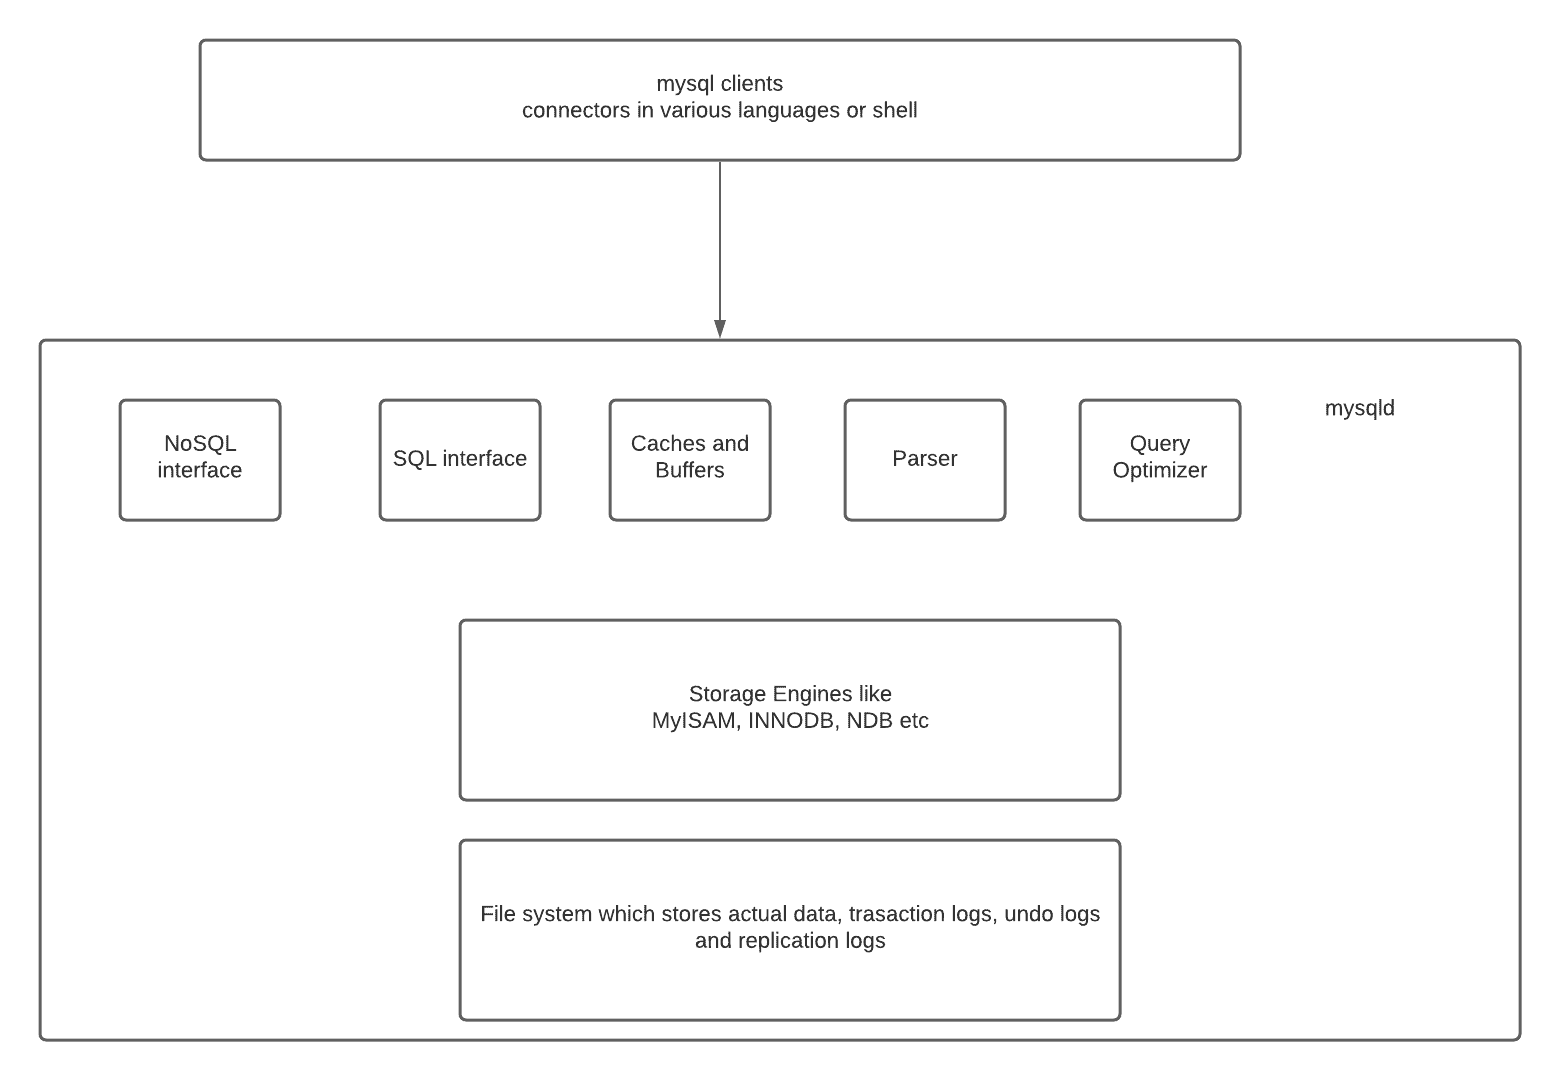 mysql clients
connectors in various languages or shell
mysqld
NoSQL
interface
SQL interface
Caches and
Buffers
Parser
Query
Optimizer
Storage Engines like
MyISAM, INNODB, NDB etc
File system which stores actual data, trasaction logs, undo logs
and replication logs